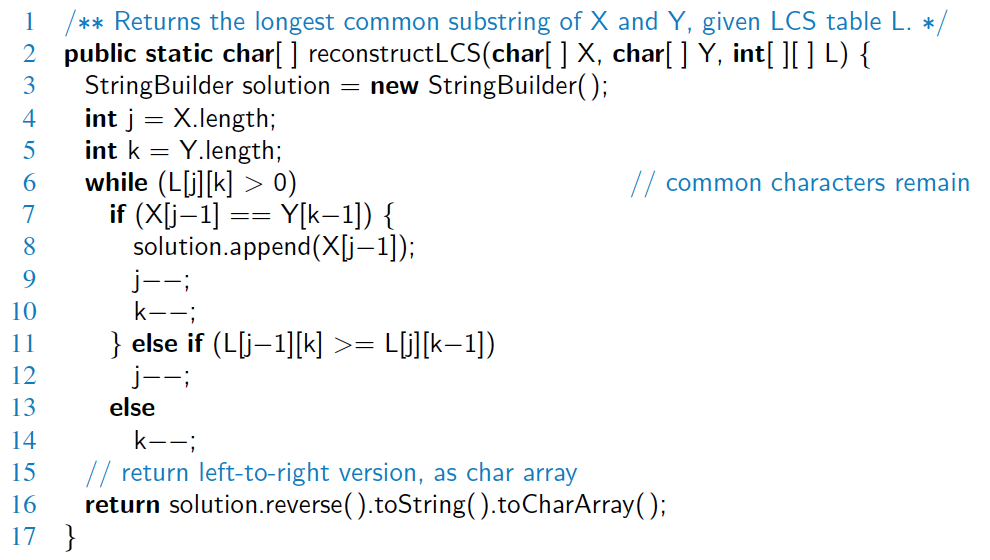 1 /** Returns the longest common substring of X and Y, given LCS table L. */
2 public static char[ ] reconstructLCS(char[ ] X, char[ ] Y, int[ ][ ] L) {
3 StringBuilder solution = new StringBuilder( );
4 int j = X.length;
5 int k = Y.length;
6 while (L[j][k] > 0) // common characters remain
7 if (X[j−1] == Y[k−1]) {
8 solution.append(X[j−1]);
9 j−−;
10 k−−;
11 } else if (L[j−1][k] >= L[j][k−1])
12 j−−;
13 else
14 k−−;
15 // return left-to-right version, as char array
16 return solution.reverse( ).toString( ).toCharArray( );
17 }